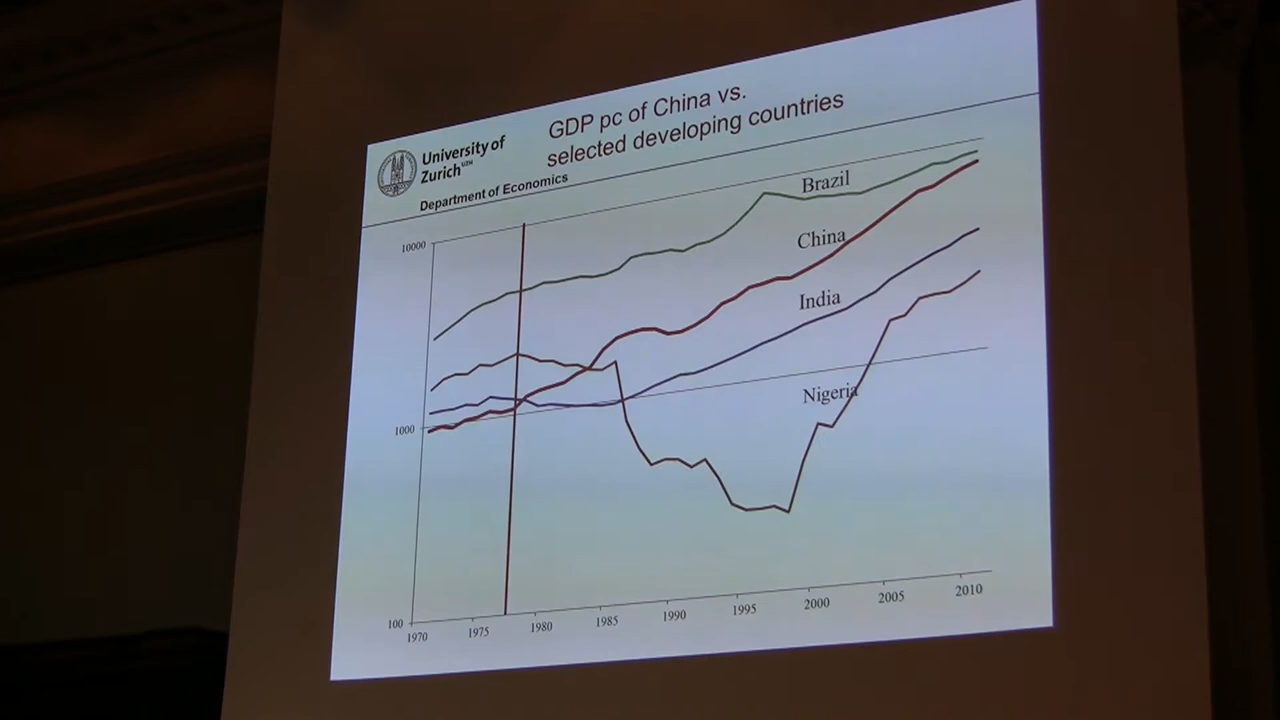 University of
Zurich UZH
Department of Economics
GDP pc of China vs.
selected developing countries
10000
1000
100
Brazil
China
India
Nigeria
1970
1975
1980
1985
1990
1995
2000
2005
2010